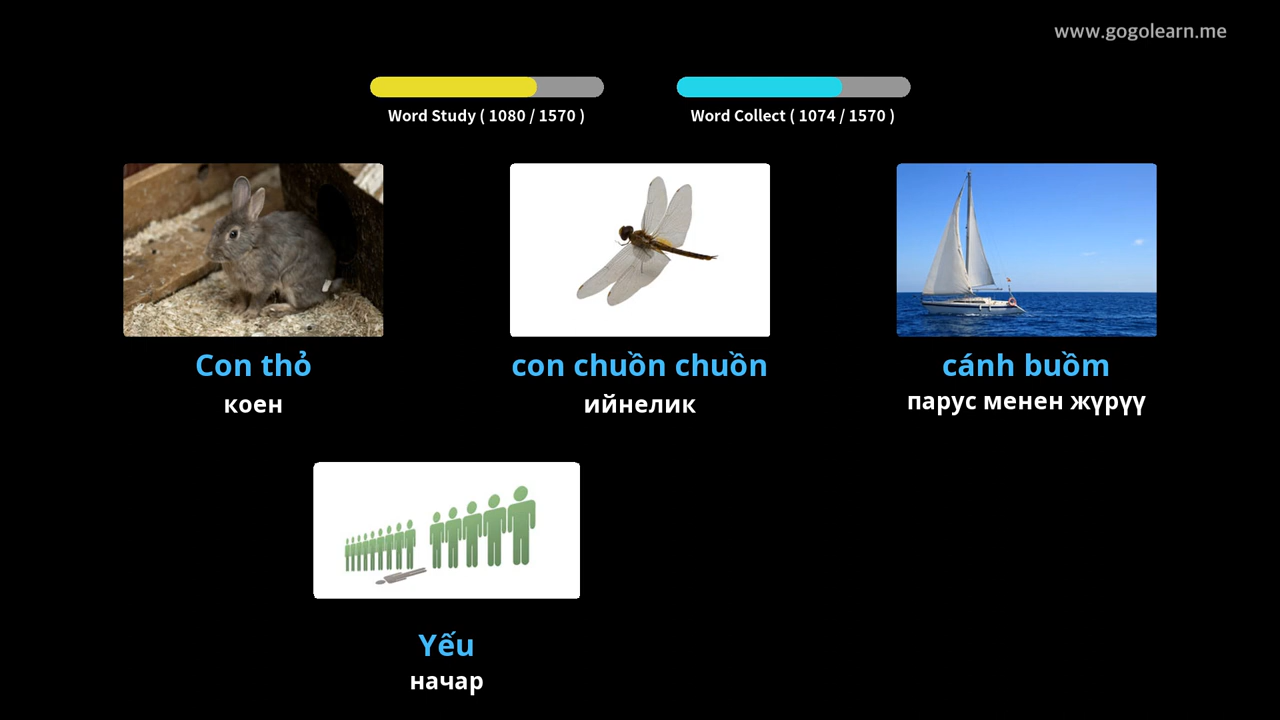 www.gogolearn.me
Word Study ( 1080 / 1570 )
Word Collect ( 1074 / 1570 )
Con thỏ
коен
con chuồn chuồn
ийнелик
cánh buồm
парус менен жүрүү
Yếu
начар